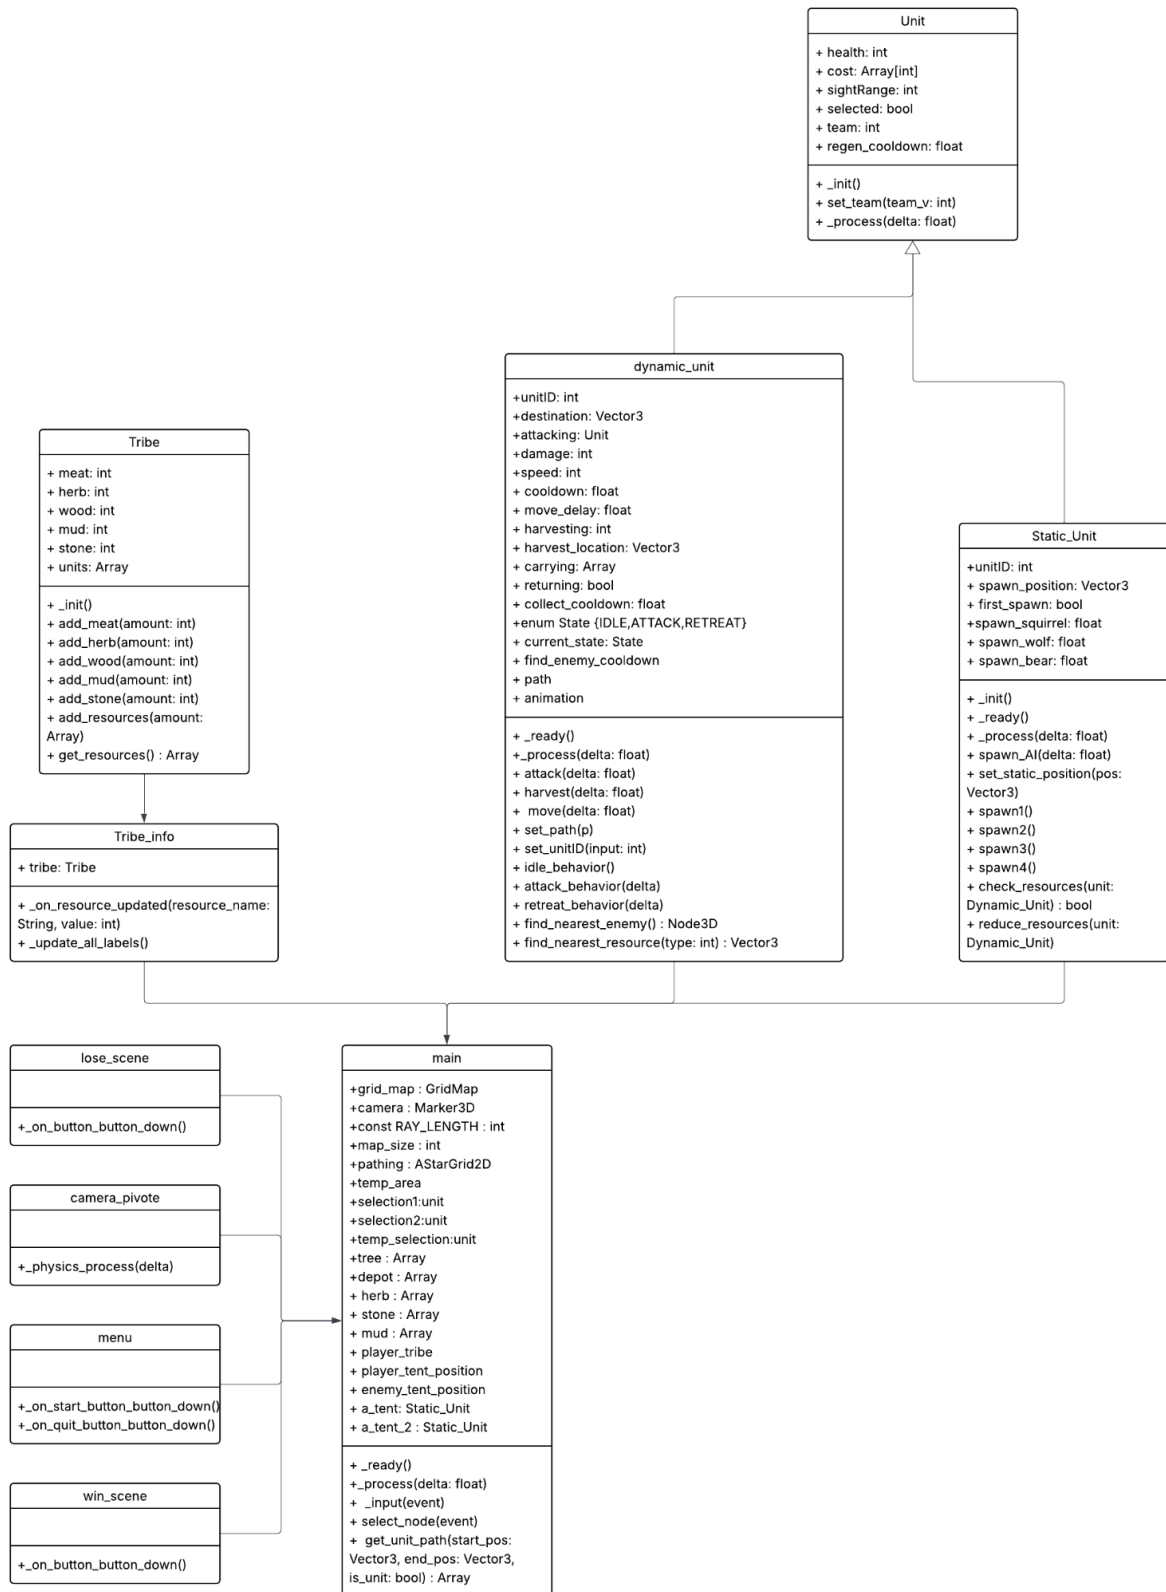 Unit
+ health: int
+ cost: Array[int]
+ sightRange: int
+ selected: bool
+ team: int
+ regen_cooldown: float
+ _init()
+ set_team(team_v: int)
+ _process(delta: float)
dynamic_unit
+unitID: int
+destination: Vector3
+attacking: Unit
+damage: int
+speed: int
+ cooldown: float
+ move_delay: float
+ harvesting: int
+ harvest_location: Vector3
+ carrying: Array
+ returning: bool
+ collect_cooldown: float
+enum State {IDLE,ATTACK,RETREAT}
+ current_state: State
+ find_enemy_cooldown
+ path
+ animation
+ _ready()
+_process(delta: float)
+ attack(delta: float)
+ harvest(delta: float)
+ move(delta: float)
+ set_path(p)
+ set_unitID(input: int)
+ idle_behavior()
+ attack_behavior(delta)
+ retreat_behavior(delta)
+ find_nearest_enemy() : Node3D
+ find_nearest_resource(type: int) : Vector3
Tribe
+ meat: int
+ herb: int
+ wood: int
+ mud: int
+ stone: int
+ units: Array
+ _init()
+ add_meat(amount: int)
+ add_herb(amount: int)
+ add_wood(amount: int)
+ add_mud(amount: int)
+ add_stone(amount: int)
+ add_resources(amount:
Array)
+ get_resources() : Array
Static_Unit
+unitID: int
+ spawn_position: Vector3
+ first_spawn: bool
+spawn_squirrel: float
+ spawn_wolf: float
+ spawn_bear: float
+ _init()
+ _ready()
+ _process(delta: float)
+ spawn_AI(delta: float)
+ set_static_position(pos:
Vector3)
+ spawn1()
+ spawn2()
+ spawn3()
+ spawn4()
+ check_resources(unit:
Dynamic_Unit) : bool
+ reduce_resources(unit:
Dynamic_Unit)
Tribe_info
+ tribe: Tribe
+ _on_resource_updated(resource_name:
String, value: int)
+ _update_all_labels()
lose_scene
+_on_button_button_down()
camera_pivote
+_physics_process(delta)
menu
+_on_start_button_button_down()
+_on_quit_button_button_down()
win_scene
+_on_button_button_down()
main
+grid_map : GridMap
+camera : Marker3D
+const RAY_LENGTH : int
+map_size : int
+pathing : AStarGrid2D
+temp_area
+selection1:unit
+selection2:unit
+temp_selection:unit
+tree : Array
+depot : Array
+ herb : Array
+ stone : Array
+ mud : Array
+ player_tribe
+ player_tent_position
+ enemy_tent_position
+ a_tent: Static_Unit
+ a_tent_2 : Static_Unit
+ _ready()
+_process(delta: float)
+ _input(event)
+ select_node(event)
+ get_unit_path(start_pos:
Vector3, end_pos: Vector3,
is_unit: bool) : Array